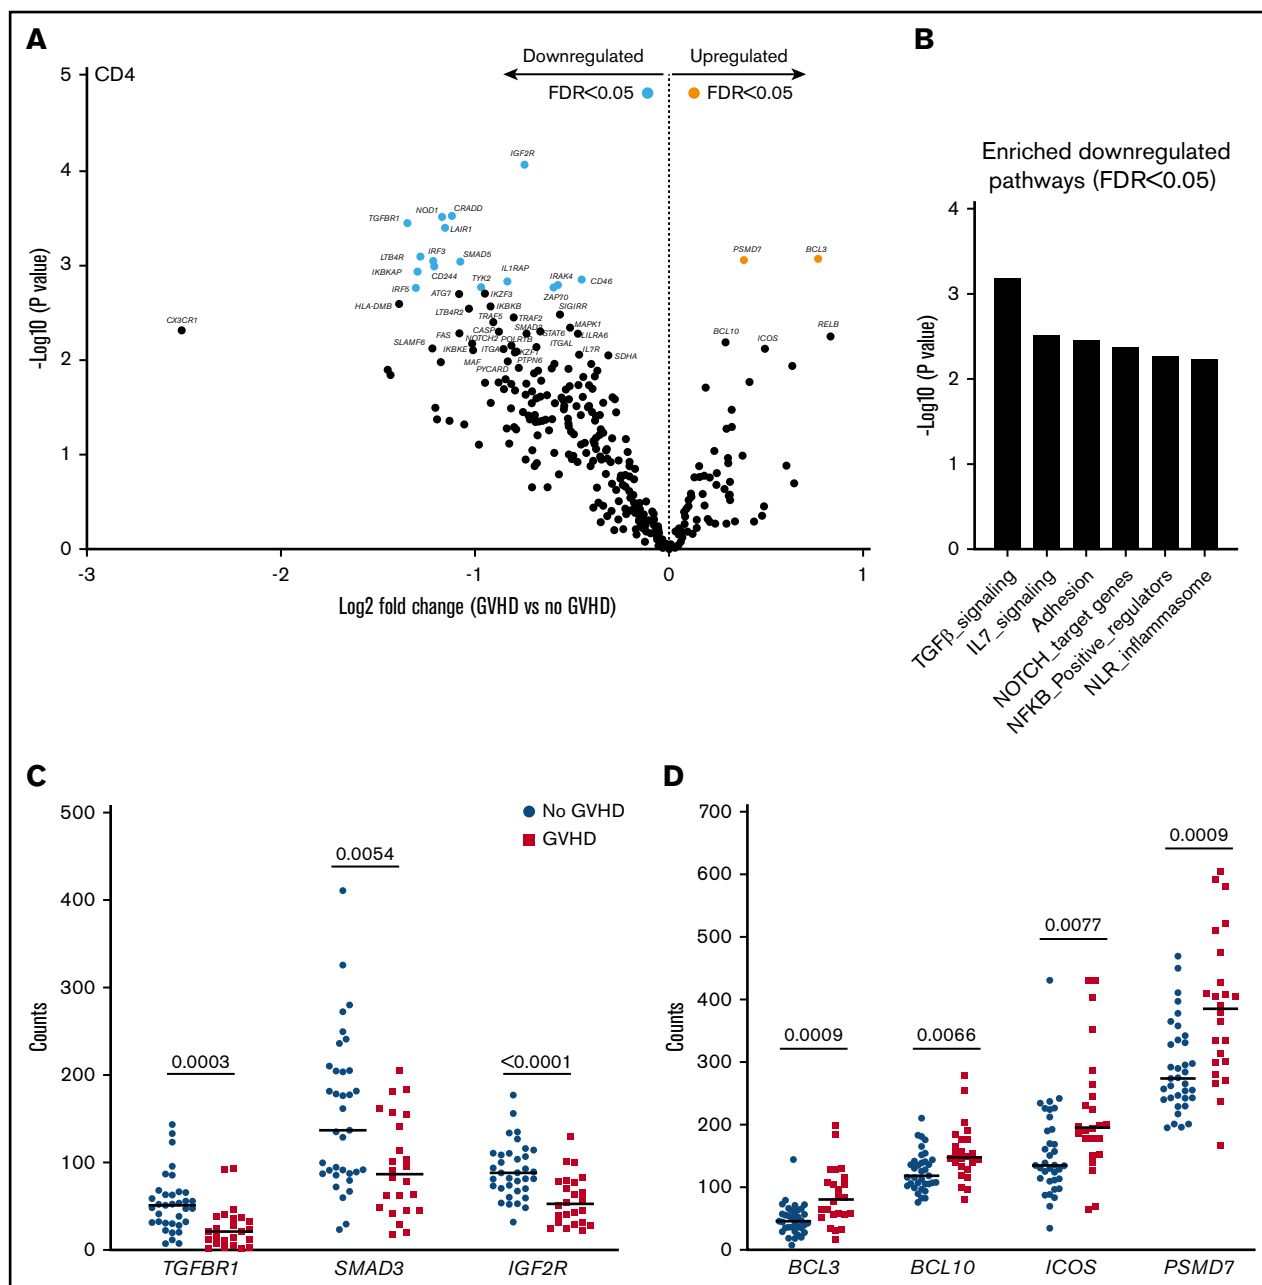 A
CD4
Downregulated
Upregulated
FDR<0.05
FDR<0.05
5
4
3
2
1
0
-Log10 (P value)
-3
-2
-1
0
1
Log2 fold change (GVHD vs no GVHD)
IGF2R
TGFBR1
NOD1
CRADD
LAIR1
LTB4R
IRF3
SMAD5
IKBKAP
CD244
IL1RAP
IRF5
TYK2
IRAK4
CD46
ZAP70
HLA-DMB
ATG7
IKZF3
LTB4R2
IKBKB
SIGIRR
CX3CR1
TRAF5
TRAF2
FAS
CASP
SMAD3
STAT6
MAPK1
LILRA6
SLAMF6
IKBKE
NOTCH2
POLR1B
ITGAL
ITGA
IKZF1
IL7R
SDHA
MAF
PYCARD
PTPN6
PSMD7
BCL3
BCL10
ICOS
RELB
B
Enriched downregulated
pathways (FDR<0.05)
4
3
2
1
0
-Log10 (P value)
TGFβ_signaling
IL7_signaling
Adhesion
NOTCH_target genes
NFKB_Positive_regulators
NLR_inflammasome
C
500
400
300
200
100
0
Counts
No GVHD
GVHD
0.0003
0.0054
<0.0001
TGFBR1
SMAD3
IGF2R
D
700
600
500
400
300
200
100
0
Counts
0.0009
0.0066
0.0077
0.0009
BCL3
BCL10
ICOS
PSMD7